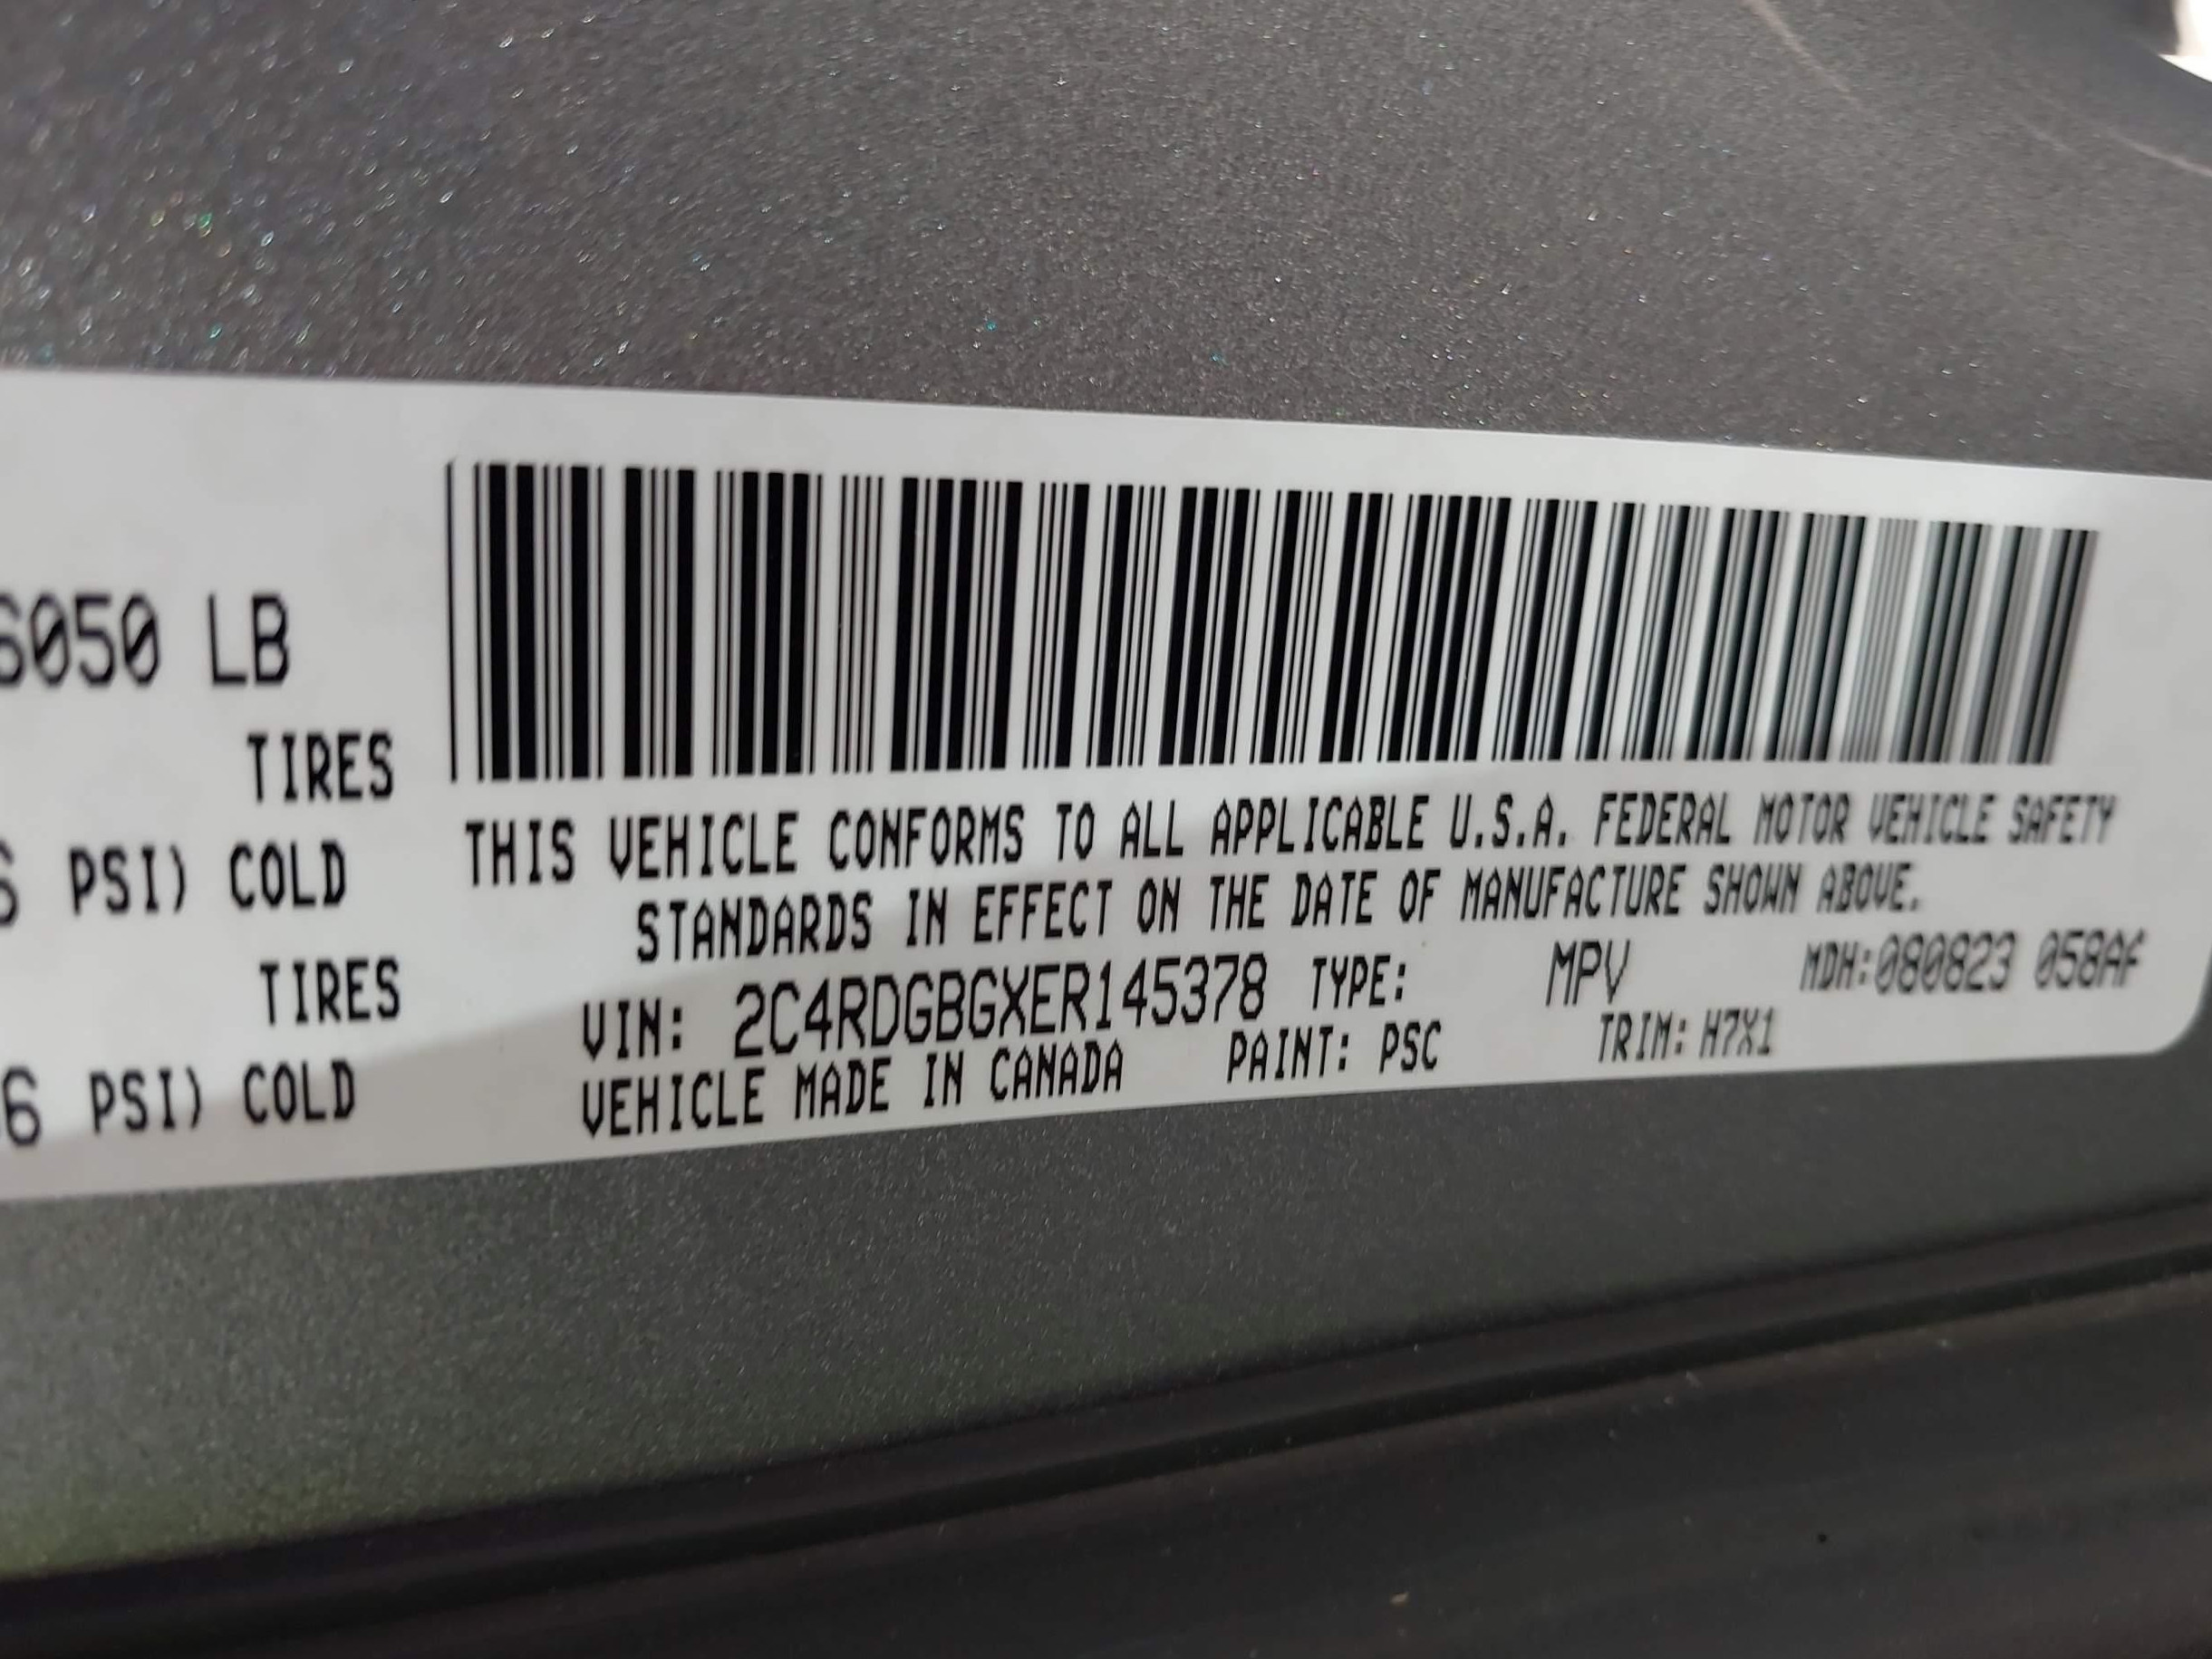 6050 LB
TIRES
PSI) COLD
TIRES
6 PSI) COLD
THIS VEHICLE CONFORMS TO ALL APPLICABLE U.S.A. FEDERAL MOTOR VEHICLE SAFETY
STANDARDS IN EFFECT ON THE DATE OF MANUFACTURE SHOWN ABOVE.
VIN: 2C4RDGBGXER145378 TYPE: MPV MDH:080823 058AF
VEHICLE MADE IN CANADA PAINT: PSC TRIM: H7X1